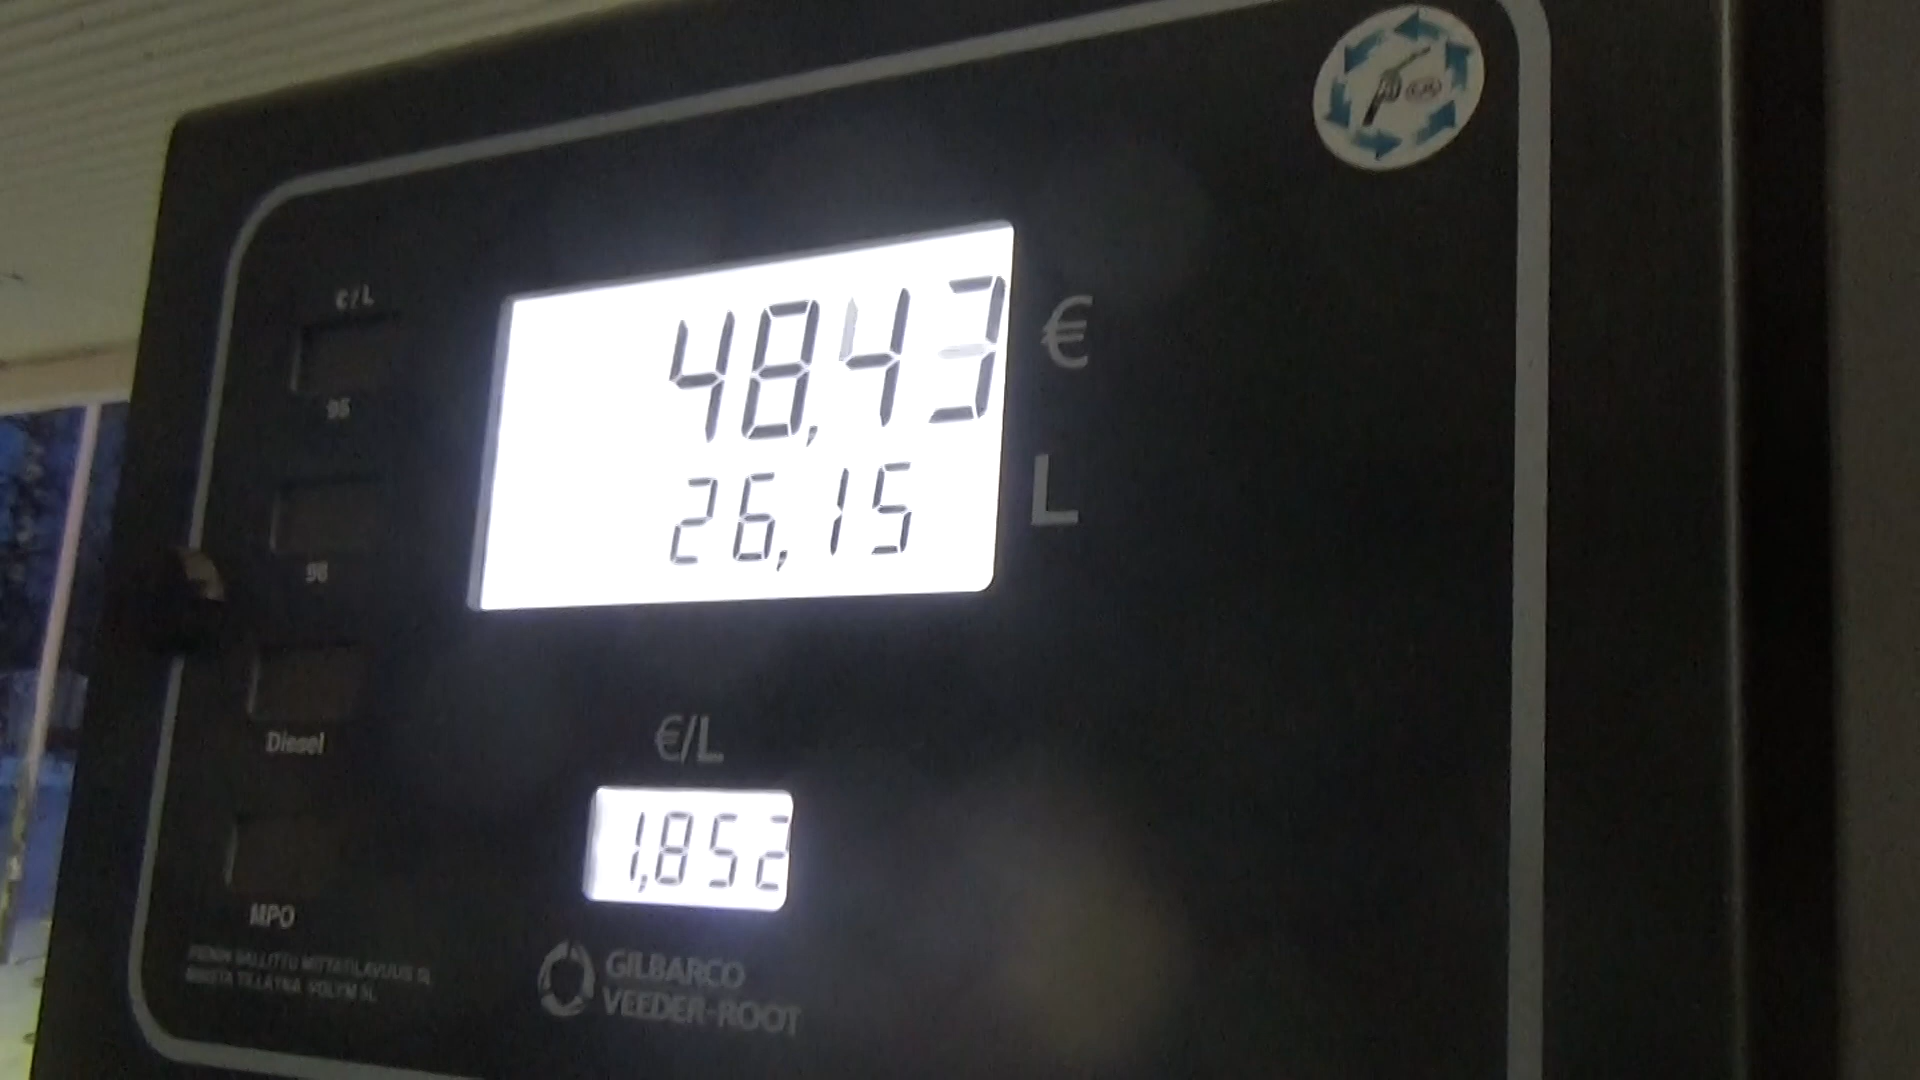 €/L
48,43 €
95
26,15 L
98
Diesel
€/L
1,852
MPO
GILBARCO
VEEDER-ROOT